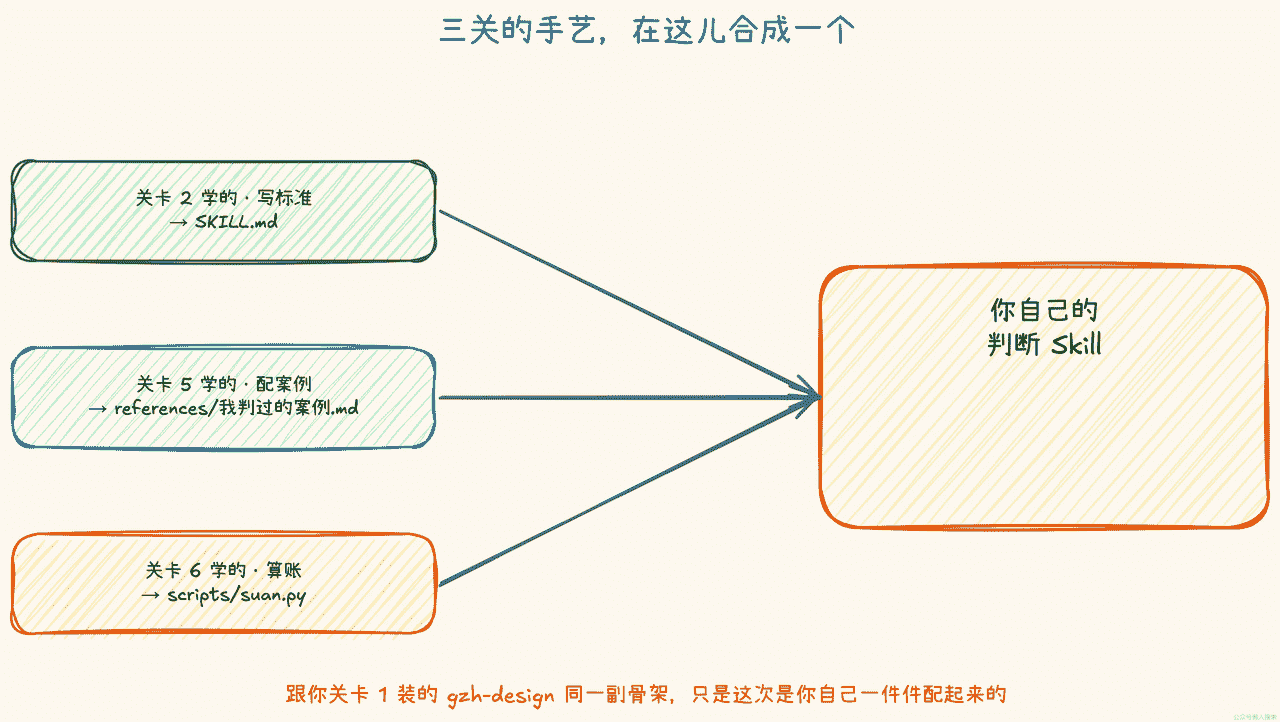 三关的手艺，在这儿合成一个
关卡 2 学的 · 写标准
→ SKILL.md
关卡 5 学的 · 配案例
→ references/我判过的案例.md
关卡 6 学的 · 算账
→ scripts/suan.py
你自己的
判断 Skill
跟你关卡 1 装的 gzh-design 同一副骨架，只是这次是你自己一件件配起来的